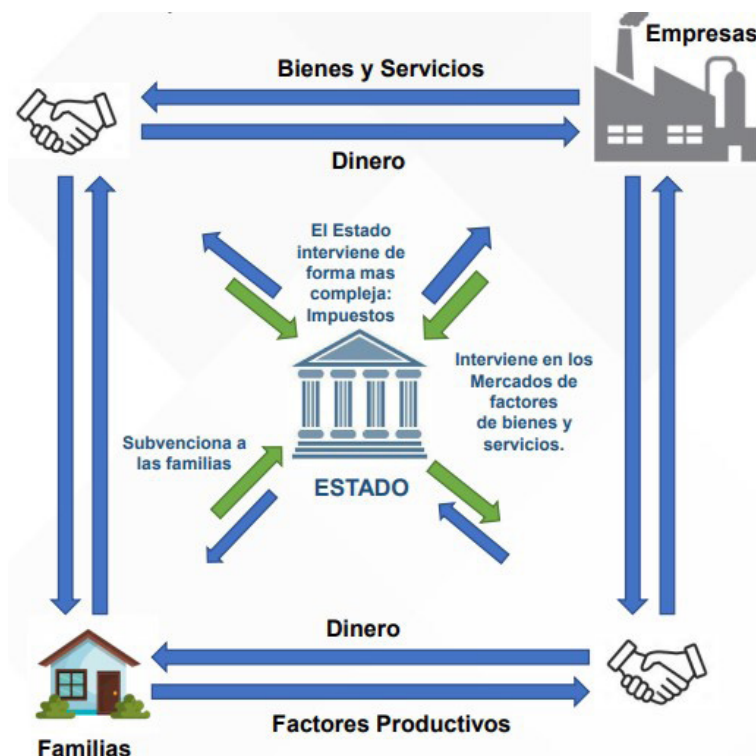 Empresas
Bienes y Servicios
Dinero
El Estado
interviene de
forma mas
compleja:
Impuestos
Interviene en los
Mercados de
factores
de bienes y
servicios.
Subvenciona a
las familias
ESTADO
Dinero
Factores Productivos
Familias